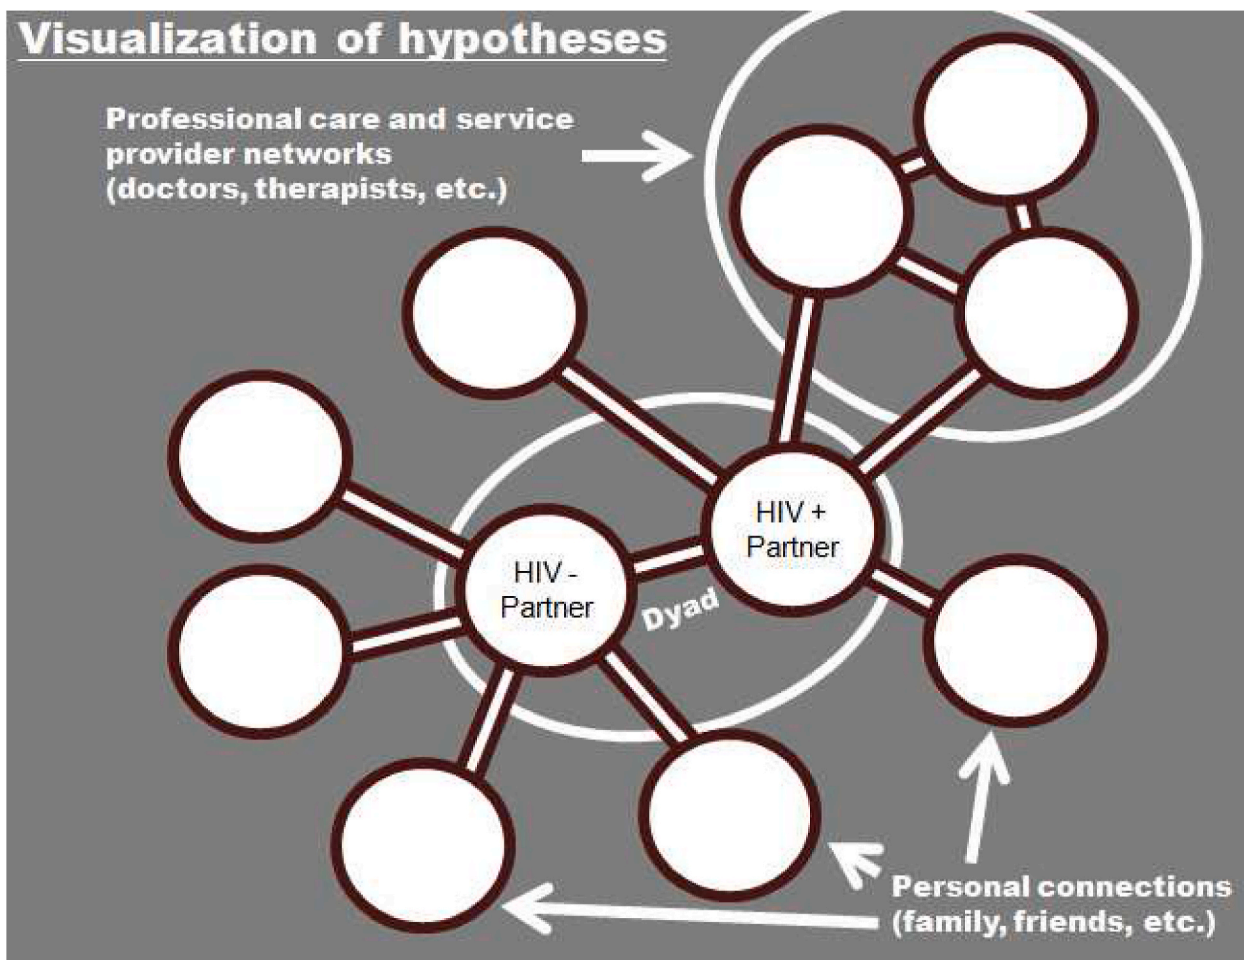 Visualization of hypotheses
Professional care and service
provider networks
(doctors, therapists, etc.)
HIV +
Partner
HIV -
Partner
Dyad
Personal connections
(family, friends, etc.)